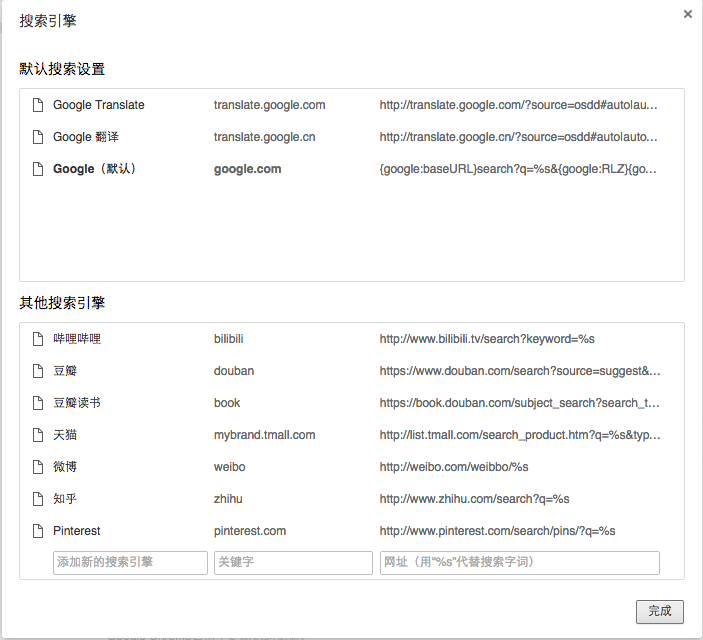 搜索引擎
默认搜索设置
Google Translate translate.google.com http://translate.google.com/?source=osdd#autolau…
Google 翻译 translate.google.cn http://translate.google.cn/?source=osdd#autolauto…
Google（默认） google.com {google:baseURL}search?q=%s&{google:RLZ}{go…
其他搜索引擎
哔哩哔哩 bilibili http://www.bilibili.tv/search?keyword=%s
豆瓣 douban https://www.douban.com/search?source=suggest&…
豆瓣读书 book https://book.douban.com/subject_search?search_t…
天猫 mybrand.tmall.com http://list.tmall.com/search_product.htm?q=%s&typ…
微博 weibo http://weibo.com/weibbo/%s
知乎 zhihu http://www.zhihu.com/search?q=%s
Pinterest pinterest.com http://www.pinterest.com/search/pins/?q=%s
添加新的搜索引擎 关键字 网址（用“%s”代替搜索字词）
完成